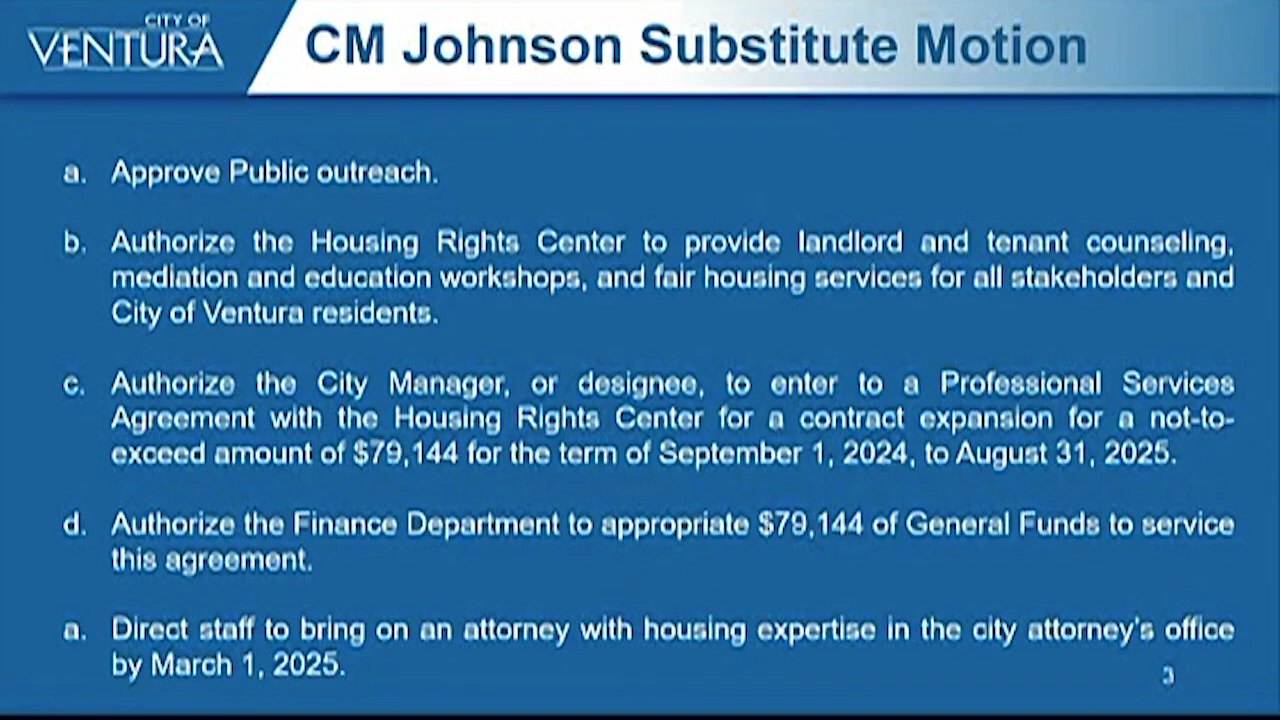 CITY OF
VENTURA
CM Johnson Substitute Motion
a. Approve Public outreach.
b. Authorize the Housing Rights Center to provide landlord and tenant counseling,
mediation and education workshops, and fair housing services for all stakeholders and
City of Ventura residents.
c. Authorize the City Manager, or designee, to enter to a Professional Services
Agreement with the Housing Rights Center for a contract expansion for a not-to-
exceed amount of $79,144 for the term of September 1, 2024, to August 31, 2025.
d. Authorize the Finance Department to appropriate $79,144 of General Funds to service
this agreement.
a. Direct staff to bring on an attorney with housing expertise in the city attorney's office
by March 1, 2025.
3